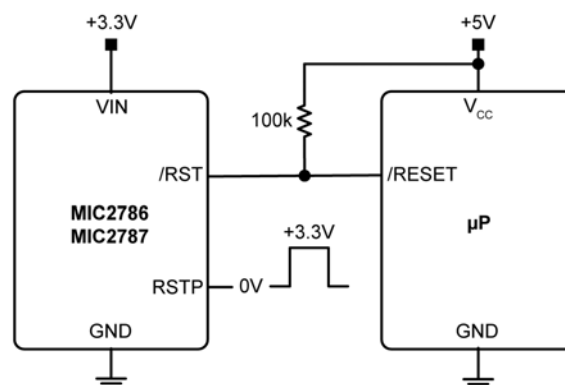 +3.3V
+5V
VIN
100k
VCC
/RST
/RESET
MIC2786
MIC2787
µP
+3.3V
RSTP
0V
GND
GND